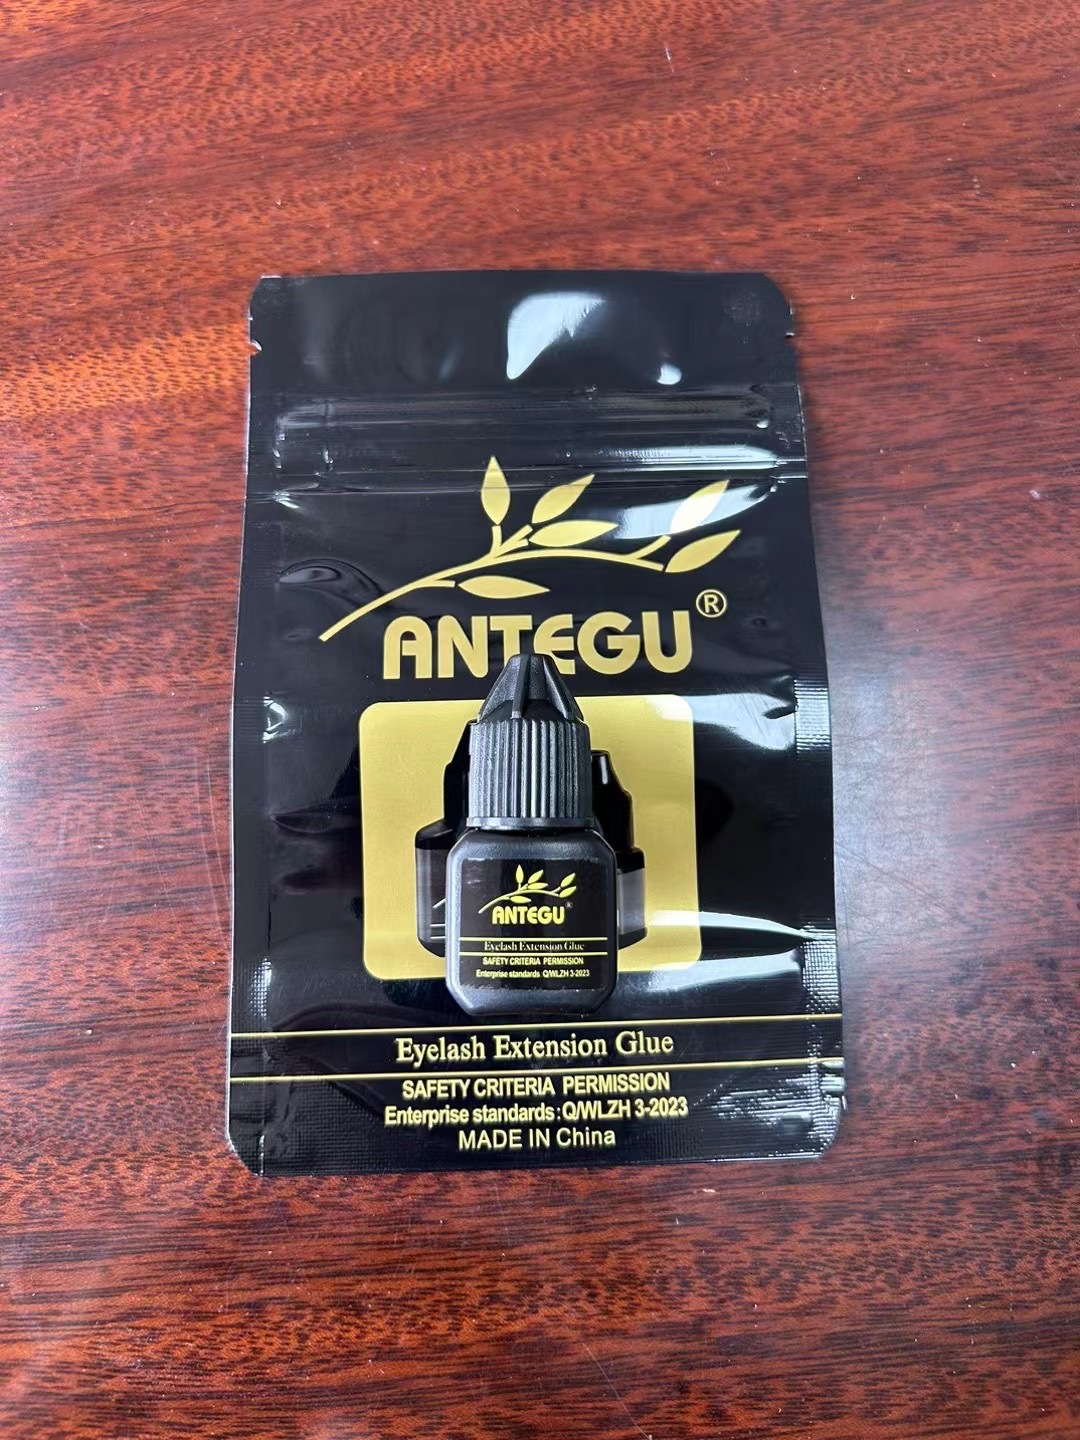 ANTEGU®
ANTEGU®
Eyelash Extension Glue
SAFETY CRITERIA PERMISSION
Enterprise standards Q/WLZH 3-2023
Eyelash Extension Glue
SAFETY CRITERIA PERMISSION
Enterprise standards:Q/WLZH 3-2023
MADE IN China